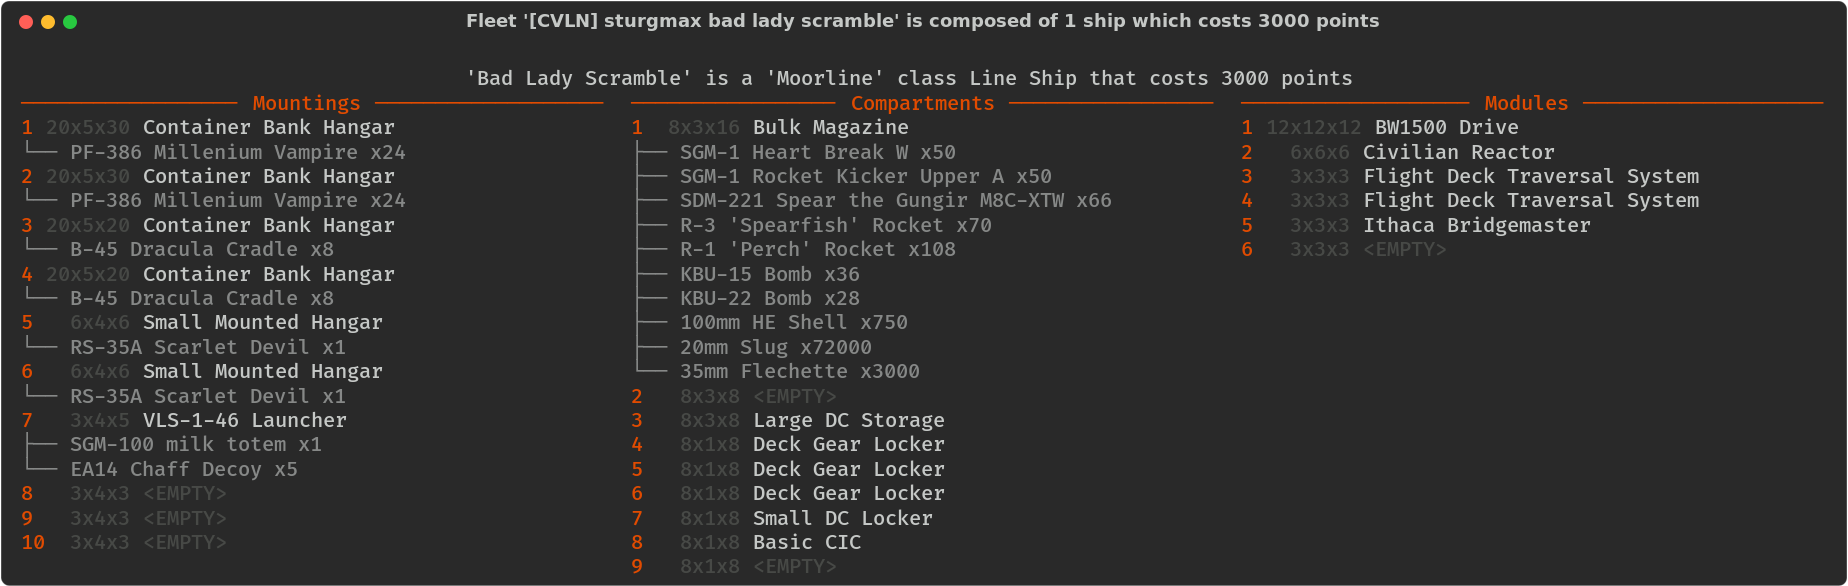 Fleet '[CVLN] sturgmax bad lady scramble' is composed of 1 ship which costs 3000 points
'Bad Lady Scramble' is a 'Moorline' class Line Ship that costs 3000 points
Mountings
1 20x5x30 Container Bank Hangar
PF-386 Millenium Vampire x24
2 20x5x30 Container Bank Hangar
PF-386 Millenium Vampire x24
3 20x5x20 Container Bank Hangar
B-45 Dracula Cradle x8
4 20x5x20 Container Bank Hangar
B-45 Dracula Cradle x8
5 6x4x6 Small Mounted Hangar
RS-35A Scarlet Devil x1
6 6x4x6 Small Mounted Hangar
RS-35A Scarlet Devil x1
7 3x4x5 VLS-1-46 Launcher
SGM-100 milk totem x1
EA14 Chaff Decoy x5
8 3x4x3 <EMPTY>
9 3x4x3 <EMPTY>
10 3x4x3 <EMPTY>
Compartments
1 8x3x16 Bulk Magazine
SGM-1 Heart Break W x50
SGM-1 Rocket Kicker Upper A x50
SDM-221 Spear the Gungir M8C-XTW x66
R-3 'Spearfish' Rocket x70
R-1 'Perch' Rocket x108
KBU-15 Bomb x36
KBU-22 Bomb x28
100mm HE Shell x750
20mm Slug x72000
35mm Flechette x3000
2 8x3x8 <EMPTY>
3 8x3x8 Large DC Storage
4 8x1x8 Deck Gear Locker
5 8x1x8 Deck Gear Locker
6 8x1x8 Deck Gear Locker
7 8x1x8 Small DC Locker
8 8x1x8 Basic CIC
9 8x1x8 <EMPTY>
Modules
1 12x12x12 BW1500 Drive
2 6x6x6 Civilian Reactor
3 3x3x3 Flight Deck Traversal System
4 3x3x3 Flight Deck Traversal System
5 3x3x3 Ithaca Bridgemaster
6 3x3x3 <EMPTY>